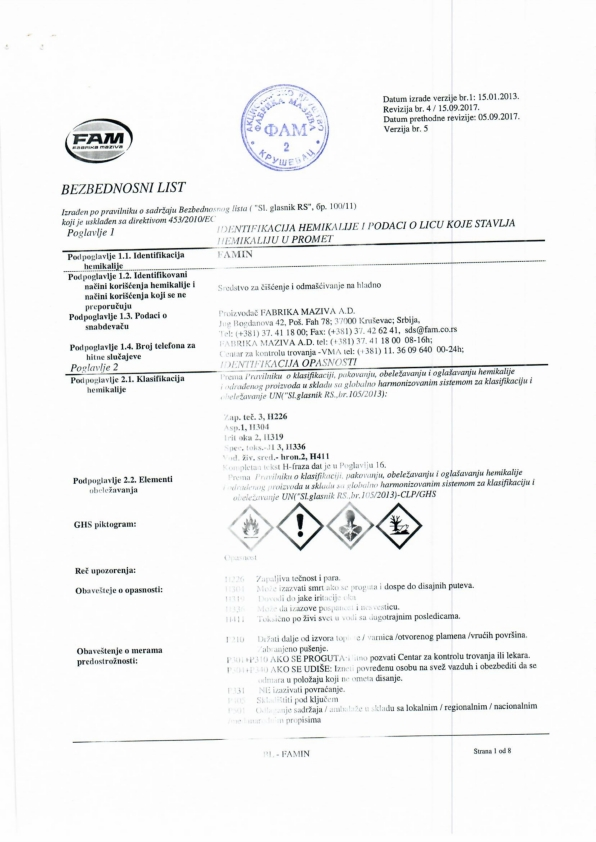 Datum izrade verzije br.1: 15.01.2013.
Revizija br. 4 / 15.09.2017.
Datum prethodne revizije: 05.09.2017.
Verzija br. 5
ФАБРИКА МАЗИВА
ФАМ
2
КРУШЕВАЦ
FAM
FABRIKA MAZIVA
BEZBEDNOSNI LIST
Izrađen po pravilniku o sadržaju Bezbednosnog lista ( "Sl. glasnik RS", бр. 100/11)
koji je usklađen sa direktivom 453/2010/EC
Poglavlje 1 IDENTIFIKACIJA HEMIKALIJE I PODACI O LICU KOJE STAVLJA
HEMIKALIJU U PROMET
Podpoglavlje 1.1. Identifikacija FAMIN
hemikalije
Podpoglavlje 1.2. Identifikovani
načini korišćenja hemikalije i
načini korišćenja koji se ne
preporučuju
Sredstvo za čišćenje i odmašćivanje na hladno
Podpoglavlje 1.3. Podaci o
snabdevaču
Proizvođač FABRIKA MAZIVA A.D.
Jug Bogdanova 42, Poš. Fah 78; 37000 Kruševac; Srbija,
Tel: (+381) 37. 41 18 00; Fax: (+381) 37. 42 62 41, sds@fam.co.rs
Podpoglavlje 1.4. Broj telefona za
hitne slučajeve
FABRIKA MAZIVA A.D. tel: (+381) 37. 41 18 00 08-16h;
Centar za kontrolu trovanja -VMA tel: (+381) 11. 36 09 640 00-24h;
Poglavlje 2 IDENTIFIKACIJA OPASNOSTI
Podpoglavlje 2.1. Klasifikacija
hemikalije
Prema Pravilniku o klasifikaciji, pakovanju, obeležavanju i oglašavanju hemikalije
i određenog proizvoda u skladu sa globalno harmonizovanim sistemom za klasifikaciju i
obeležavanje UN("Sl.glasnik RS.,br.105/2013):
Zap. teč. 3, H226
Asp.1, H304
Irit oka 2, H319
Spec. toks.-JI 3, H336
Vod. živ. sred.- hron.2, H411
Kompletan tekst H-fraza dat je u Poglavlju 16.
Podpoglavlje 2.2. Elementi
obeležavanja
Prema Pravilniku o klasifikaciji, pakovanju, obeležavanju i oglašavanju hemikalije
i određenog proizvoda u skladu sa globalno harmonizovanim sistemom za klasifikaciju i
obeležavanje UN("Sl.glasnik RS.,br.105/2013)-CLP/GHS
GHS piktogram:
Opasnost
Reč upozorenja:
Obavešteje o opasnosti:
H226 Zapaljiva tečnost i para.
H304 Može izazvati smrt ako se proguta i dospe do disajnih puteva.
H319 Dovodi do jake iritacije oka
H336 Može da izazove pospanost i nesvesticu.
H411 Toksično po živi svet u vodi sa dugotrajnim posledicama.
Obaveštenje o merama
predostrožnosti:
P210 Držati dalje od izvora toplote / varnica /otvorenog plamena /vrućih površina.
Zabranjeno pušenje.
P301+P310 AKO SE PROGUTA: pozvati Centar za kontrolu trovanja ili lekara.
AKO SE UDIŠE: Izneti povređenu osobu na svež vazduh i obezbediti da se
odmara u položaju koji ne ometa disanje.
P331 NE izazivati povraćanje.
P405 Skladištiti pod ključem
P501 Odlaganje sadržaja / ambalaže u skladu sa lokalnim / regionalnim / nacionalnim
propisima
BL - FAMIN
Strana 1 od 8